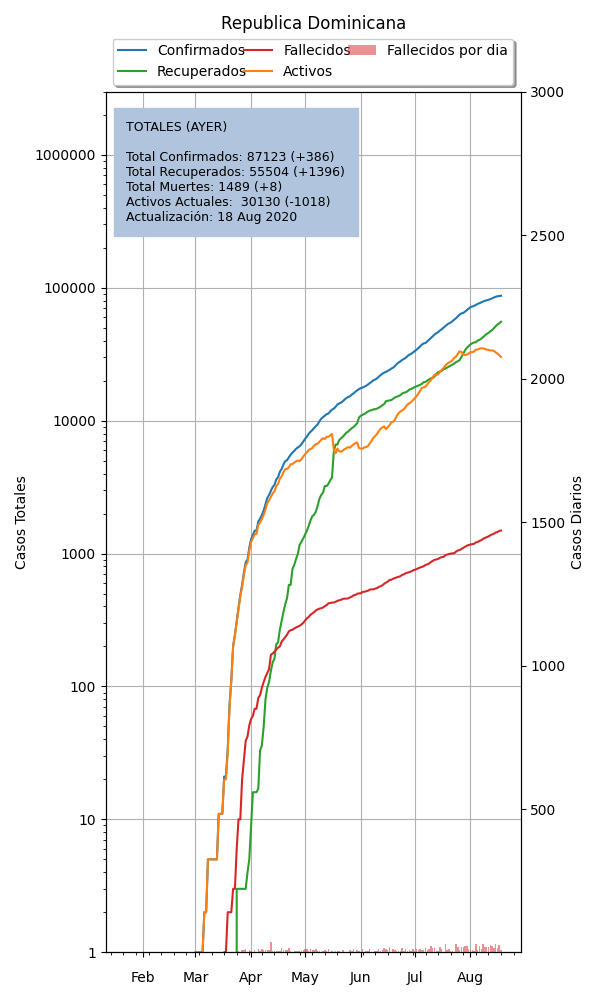 Republica Dominicana
Confirmados
Fallecidos
Fallecidos por dia
Recuperados
Activos
TOTALES (AYER)
Total Confirmados: 87123 (+386)
Total Recuperados: 55504 (+1396)
Total Muertes: 1489 (+8)
Activos Actuales:  30130 (-1018)
Actualización: 18 Aug 2020
1000000
100000
10000
1000
100
10
1
Casos Totales
3000
2500
2000
1500
1000
500
Casos Diarios
Feb Mar Apr May Jun Jul Aug